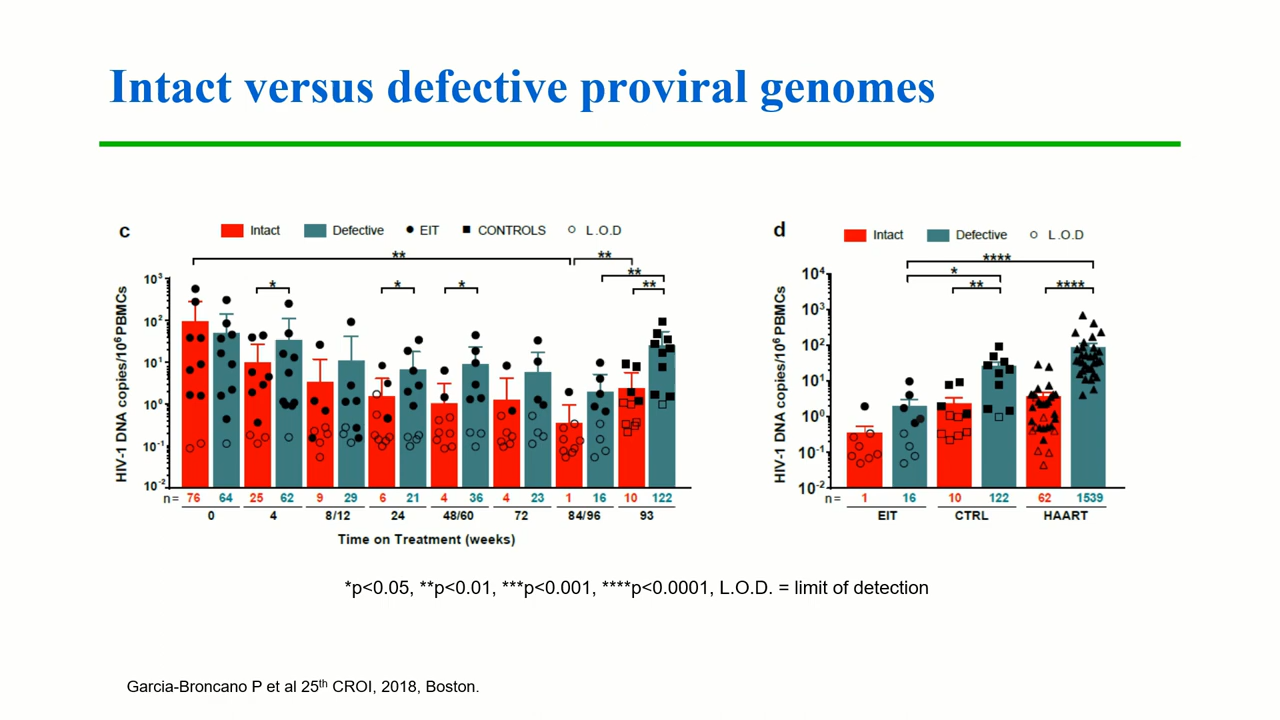 Intact versus defective proviral genomes
c
Intact Defective EIT CONTROLS L.O.D
** ** ** * * * **
HIV-1 DNA copies/10⁶ PBMCs
10³
10²
10¹
10⁰
10⁻¹
10⁻²
n= 76 64 25 62 9 29 6 21 4 36 4 23 1 16 10 122
0 4 8/12 24 48/60 72 84/96 93
Time on Treatment (weeks)
d
Intact Defective L.O.D
**** * ** ****
HIV-1 DNA copies/10⁶ PBMCs
10⁴
10³
10²
10¹
10⁰
10⁻¹
10⁻²
n= 1 16 10 122 62 1539
EIT CTRL HAART
*p<0.05, **p<0.01, ***p<0.001, ****p<0.0001, L.O.D. = limit of detection
Garcia-Broncano P et al 25th CROI, 2018, Boston.